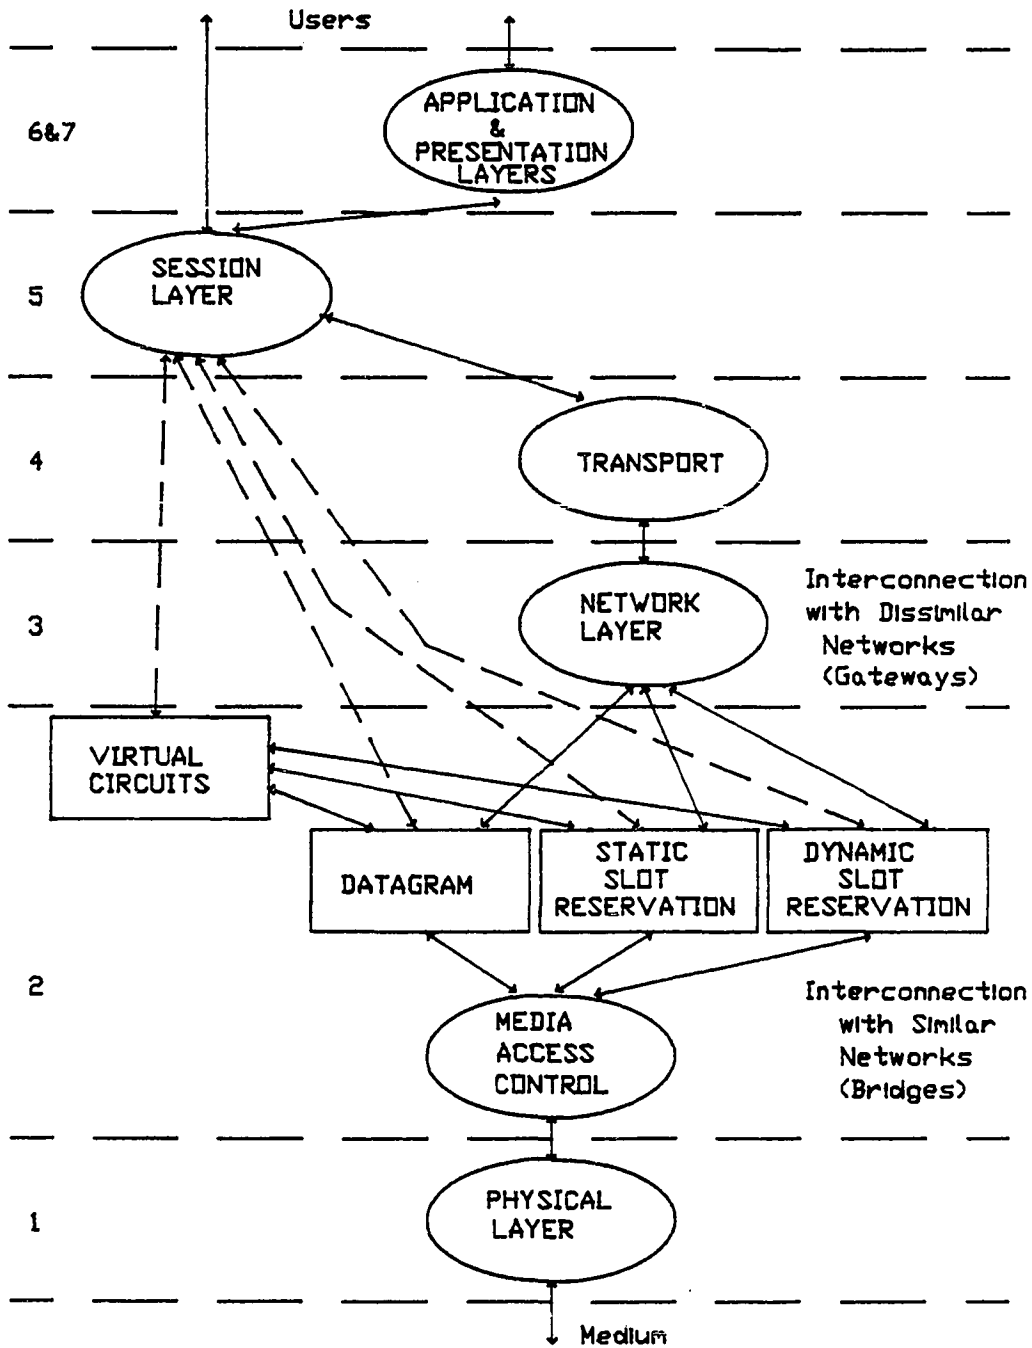 Users
6&7
APPLICATION
&
PRESENTATION
LAYERS
5
SESSION
LAYER
4
TRANSPORT
3
NETWORK
LAYER
Interconnection
with Dissimilar
Networks
(Gateways)
VIRTUAL
CIRCUITS
DATAGRAM
STATIC
SLOT
RESERVATION
DYNAMIC
SLOT
RESERVATION
2
MEDIA
ACCESS
CONTROL
Interconnection
with Similar
Networks
(Bridges)
1
PHYSICAL
LAYER
Medium